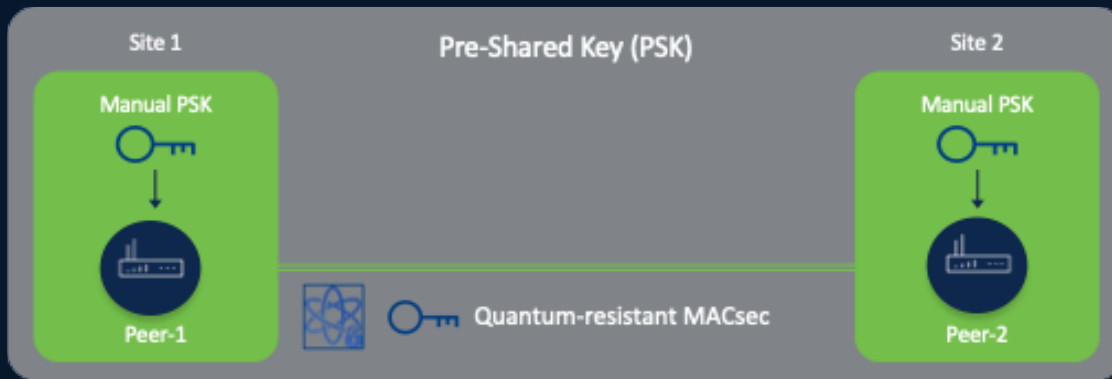 Site 1
Pre-Shared Key (PSK)
Site 2
Manual PSK
Manual PSK
Peer-1
Quantum-resistant MACsec
Peer-2